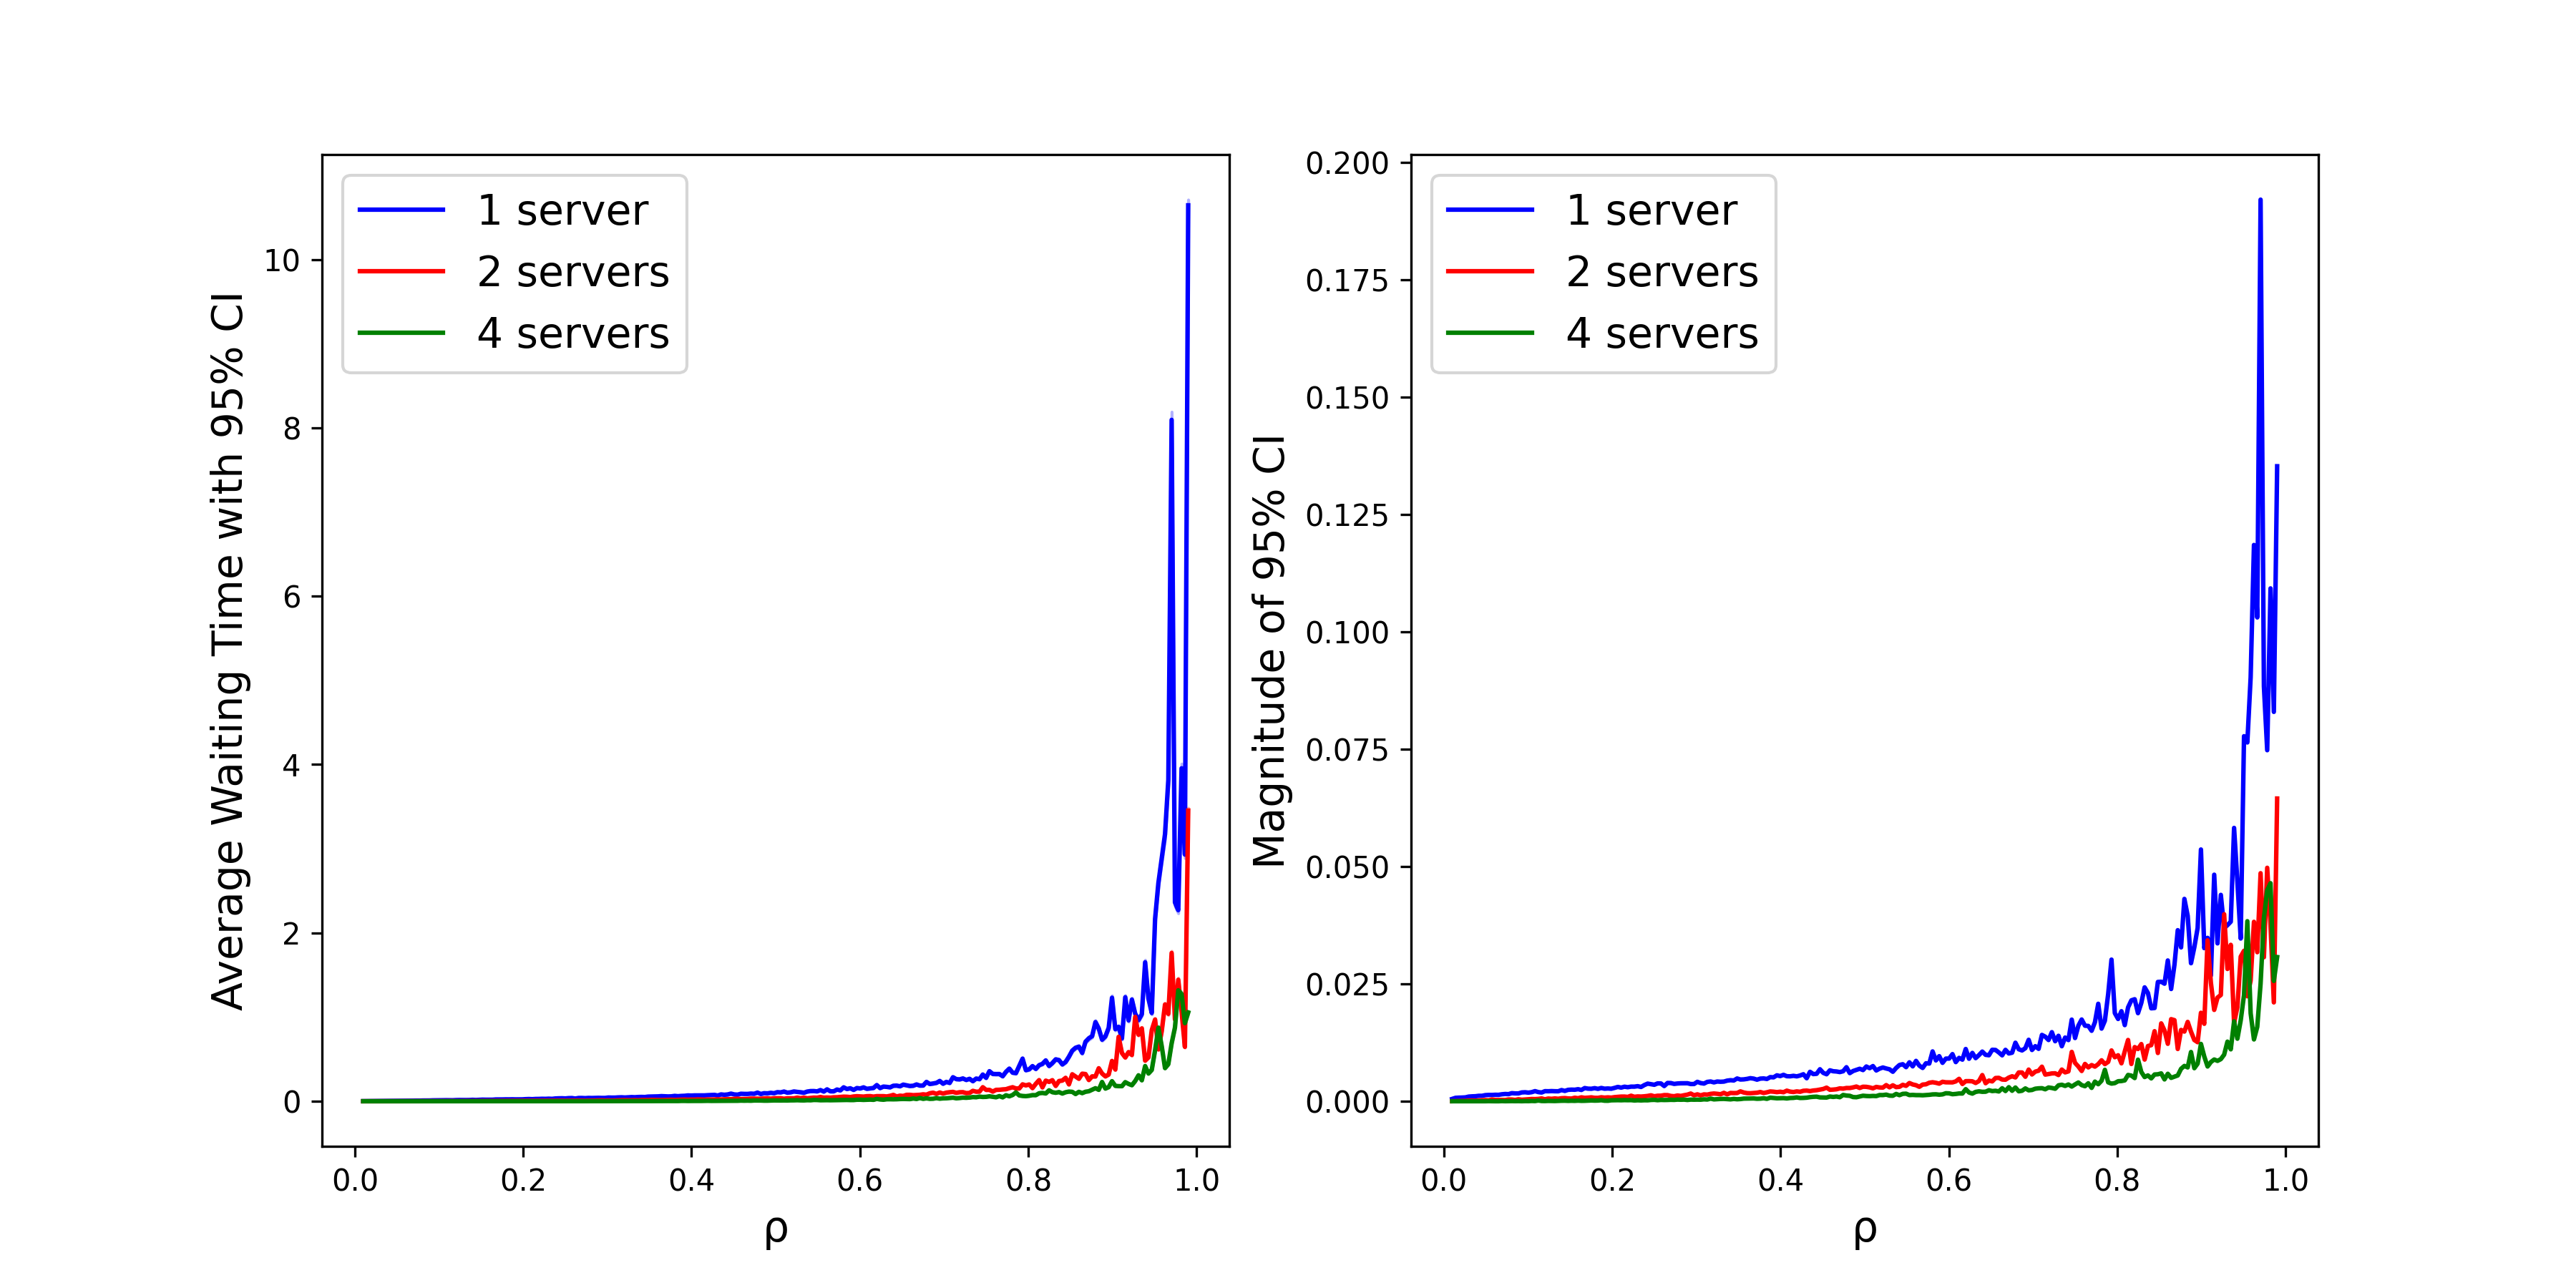 Average Waiting Time with 95% CI
10
8
6
4
2
0
1 server
2 servers
4 servers
0.0 0.2 0.4 0.6 0.8 1.0
ρ
Magnitude of 95% CI
0.200
0.175
0.150
0.125
0.100
0.075
0.050
0.025
0.000
1 server
2 servers
4 servers
0.0 0.2 0.4 0.6 0.8 1.0
ρ